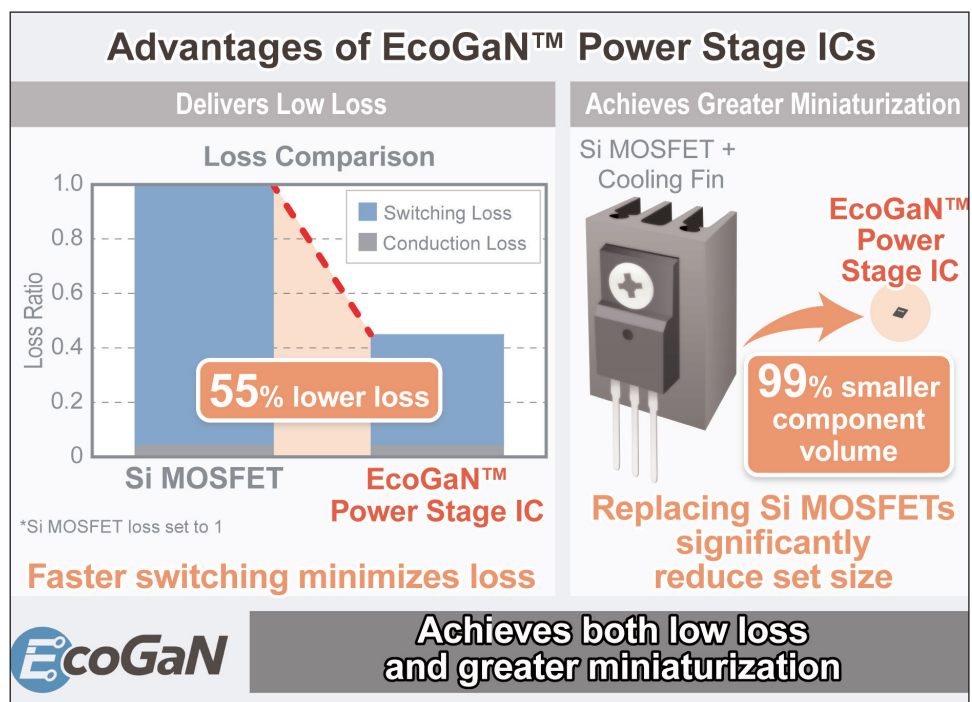 Advantages of EcoGaN™ Power Stage ICs
Delivers Low Loss
Loss Comparison
Loss Ratio
1.0
0.8
0.6
0.4
0.2
0
Switching Loss
Conduction Loss
55% lower loss
Si MOSFET
EcoGaN™
Power Stage IC
*Si MOSFET loss set to 1
Faster switching minimizes loss
Achieves Greater Miniaturization
Si MOSFET +
Cooling Fin
EcoGaN™
Power
Stage IC
99% smaller
component
volume
Replacing Si MOSFETs
significantly
reduce set size
EcoGaN
Achieves both low loss
and greater miniaturization